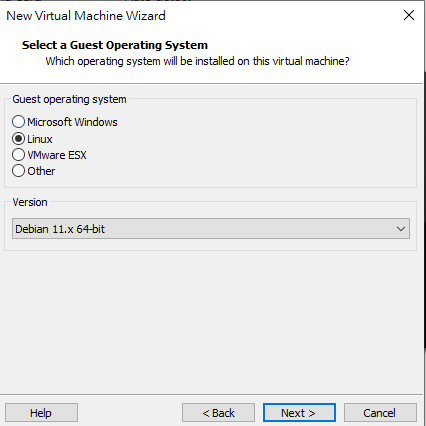 New Virtual Machine Wizard
Select a Guest Operating System
Which operating system will be installed on this virtual machine?
Guest operating system
Microsoft Windows
Linux
VMware ESX
Other
Version
Debian 11.x 64-bit
Help
< Back
Next >
Cancel